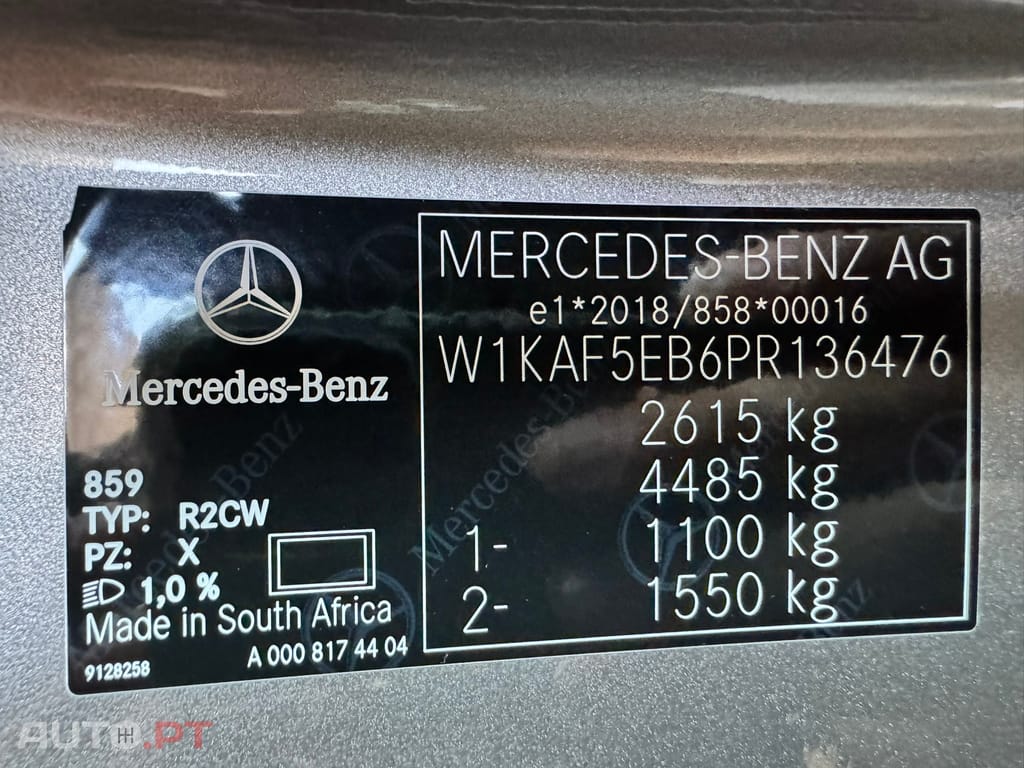 Mercedes-Benz
859
TYP: R2CW
PZ: X
1,0 %
Made in South Africa
9128258
A 000 817 44 04
MERCEDES-BENZ AG
e1*2018/858*00016
W1KAF5EB6PR136476
2615 kg
4485 kg
1- 1100 kg
2- 1550 kg
AUTO.PT